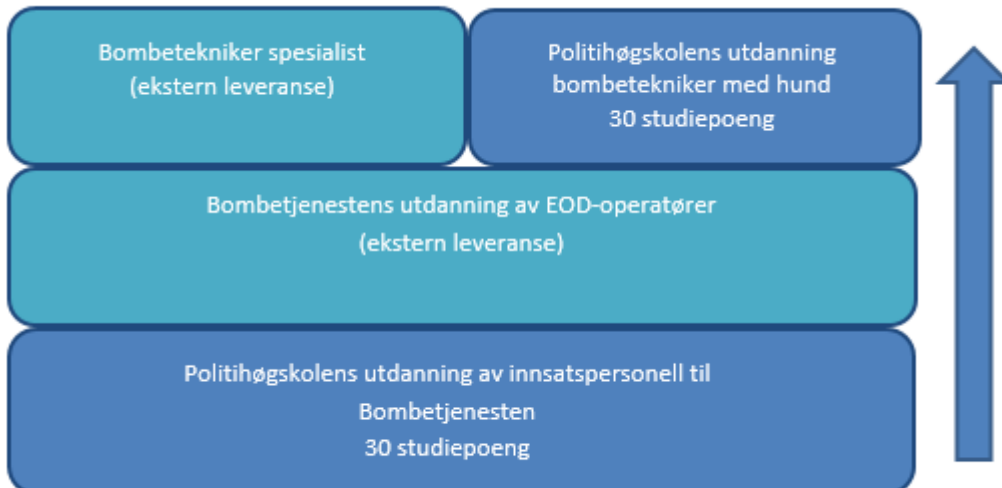 Bombetekniker spesialist
(ekstern leveranse)
Politihøgskolens utdanning
bombetekniker med hund
30 studiepoeng
Bombetjenestens utdanning av EOD-operatører
(ekstern leveranse)
Politihøgskolens utdanning av innsatspersonell til
Bombetjenesten
30 studiepoeng